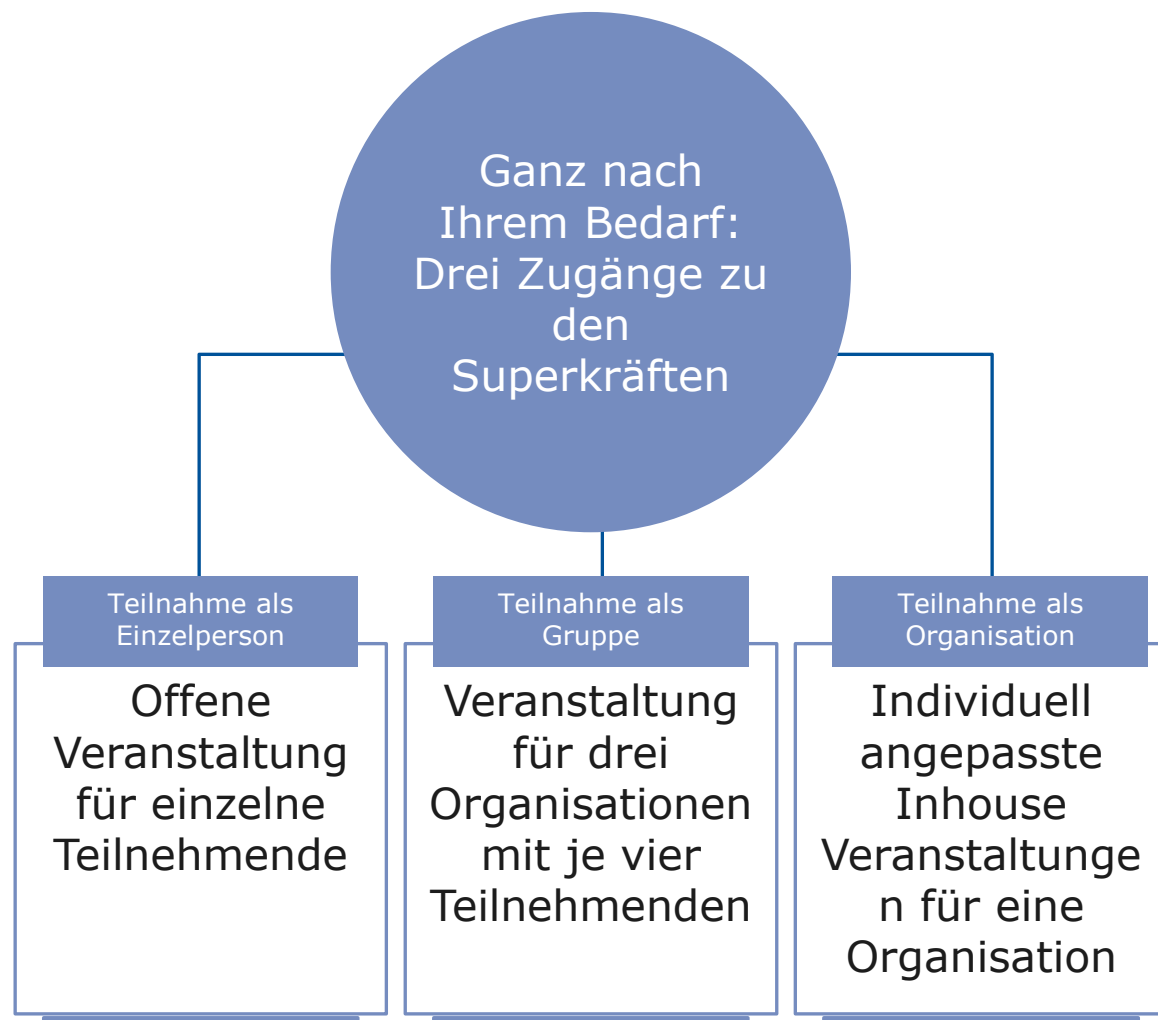 Ganz nach
Ihrem Bedarf:
Drei Zugänge zu
den
Superkräften
Teilnahme als
Einzelperson
Offene
Veranstaltung
für einzelne
Teilnehmende
Teilnahme als
Gruppe
Veranstaltung
für drei
Organisationen
mit je vier
Teilnehmenden
Teilnahme als
Organisation
Individuell
angepasste
Inhouse
Veranstaltunge
n für eine
Organisation